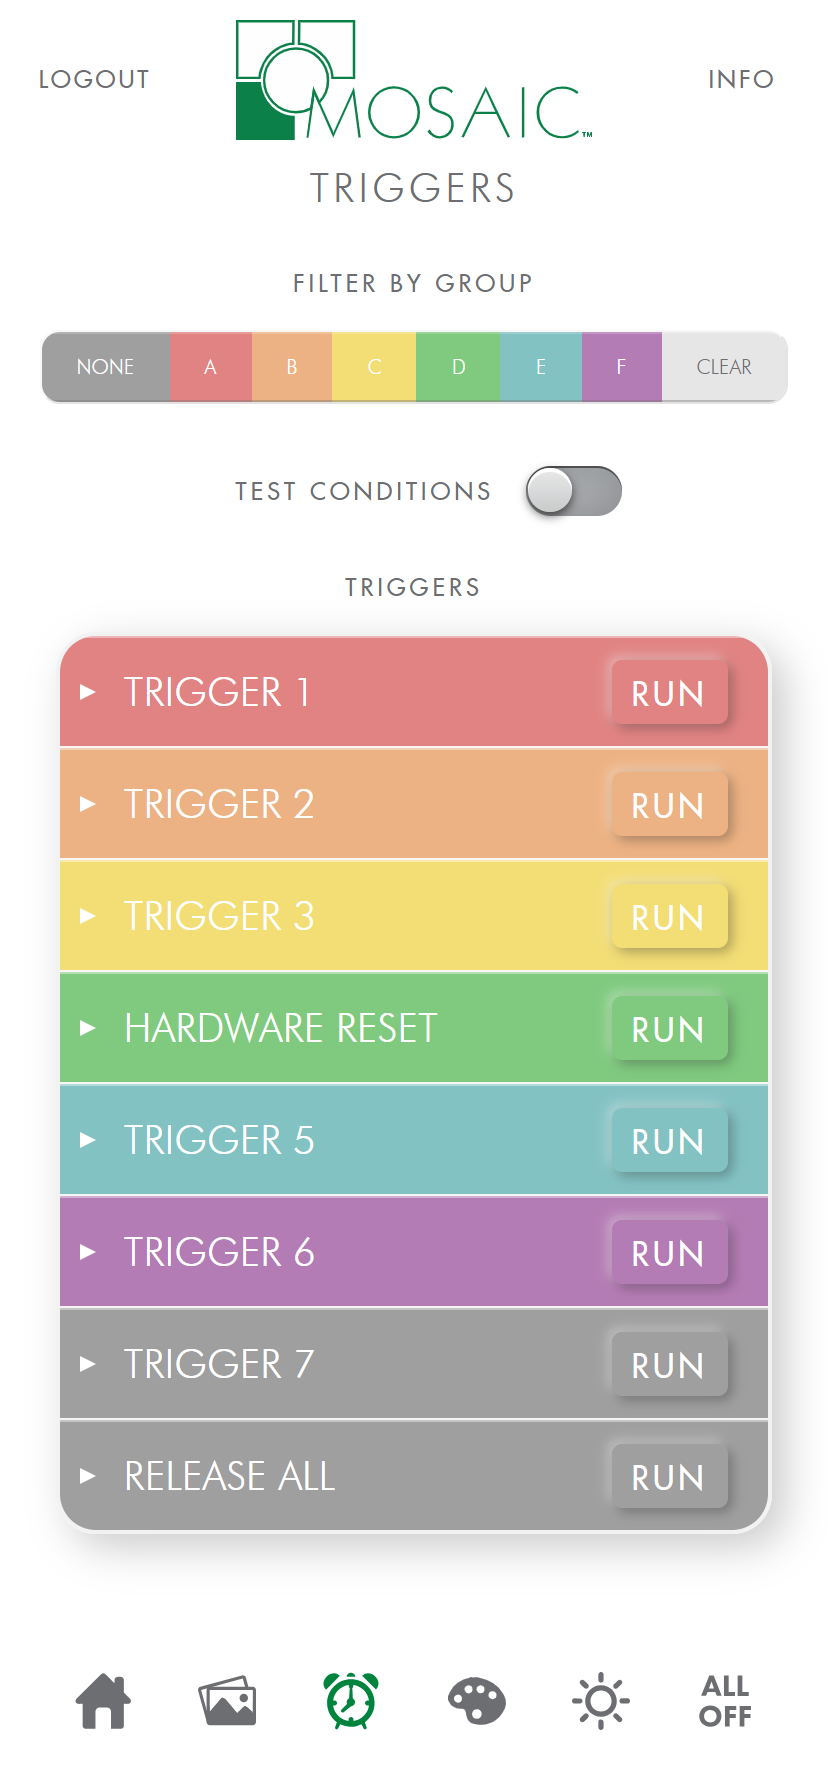 LOGOUT
MOSAIC™
INFO
TRIGGERS
FILTER BY GROUP
NONE A B C D E F CLEAR
TEST CONDITIONS
TRIGGERS
TRIGGER 1 RUN
TRIGGER 2 RUN
TRIGGER 3 RUN
HARDWARE RESET RUN
TRIGGER 5 RUN
TRIGGER 6 RUN
TRIGGER 7 RUN
RELEASE ALL RUN
ALL
OFF